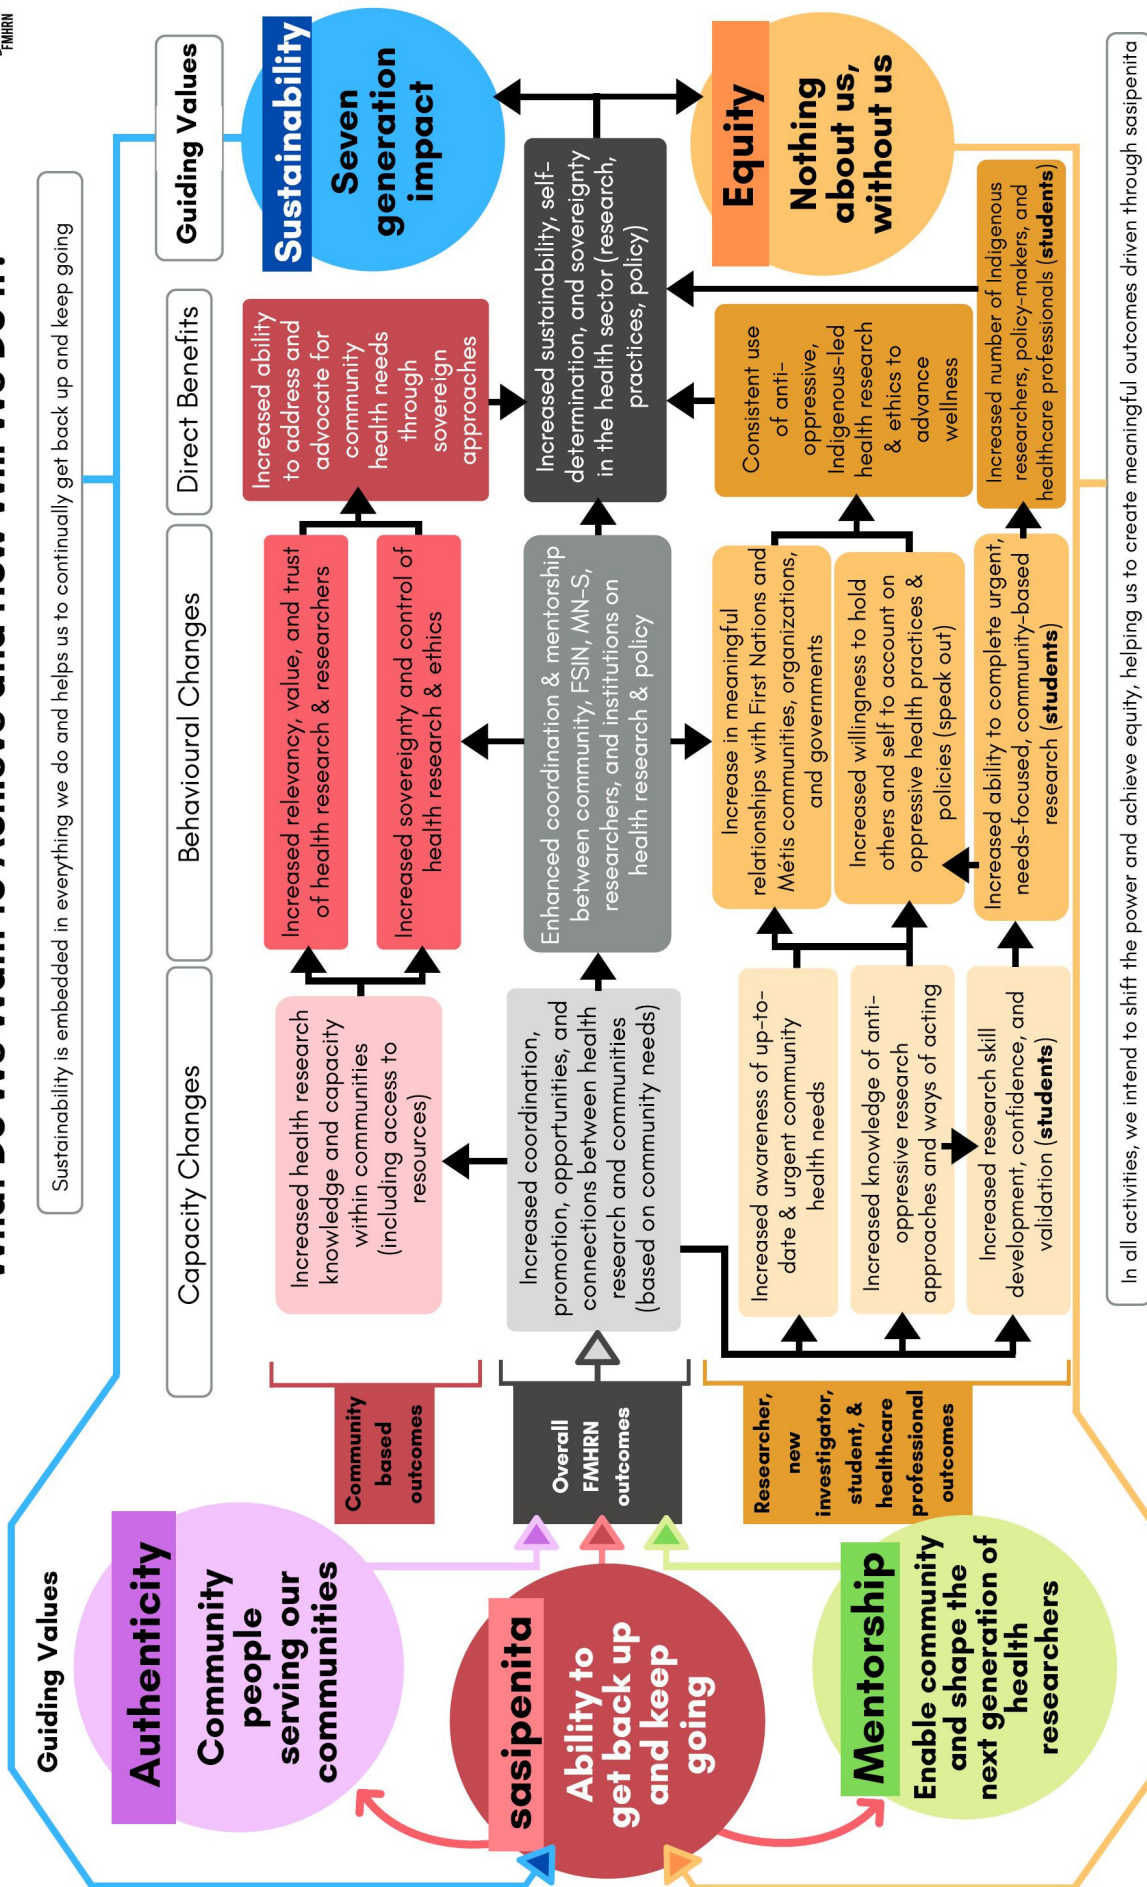 FMHRN
What Do We Want To Achieve and How Will We Do It?
Sustainability is embedded in everything we do and helps us to continually get back up and keep going
Guiding Values
Capacity Changes
Behavioural Changes
Direct Benefits
Guiding Values
Authenticity
Community
people
serving our
communities
sasipenita
Ability to
get back up
and keep
going
Mentorship
Enable community
and shape the
next generation of
health
researchers
Community
based
outcomes
Overall
FMHRN
outcomes
Researcher,
new
investigator,
student, &
healthcare
professional
outcomes
Increased health research
knowledge and capacity
within communities
(including access to
resources)
Increased coordination,
promotion, opportunities, and
connections between health
research and communities
(based on community needs)
Increased awareness of up-to-
date & urgent community
health needs
Increased knowledge of anti-
oppressive research
approaches and ways of acting
Increased research skill
development, confidence, and
validation (students)
Increased relevancy, value, and trust
of health research & researchers
Increased sovereignty and control of
health research & ethics
Enhanced coordination & mentorship
between community, FSIN, MN-S,
researchers, and institutions on
health research & policy
Increase in meaningful
relationships with First Nations and
Métis communities, organizations,
and governments
Increased willingness to hold
others and self to account on
oppressive health practices &
policies (speak out)
Increased ability to complete urgent,
needs-focused, community-based
research (students)
Increased ability
to address and
advocate for
community
health needs
through
sovereign
approaches
Increased sustainability, self-
determination, and sovereignty
in the health sector (research,
practices, policy)
Consistent use
of anti-
oppressive,
Indigenous-led
health research
& ethics to
advance
wellness
Increased number of Indigenous
researchers, policy-makers, and
healthcare professionals (students)
Sustainability
Seven
generation
impact
Equity
Nothing
about us,
without us
In all activities, we intend to shift the power and achieve equity, helping us to create meaningful outcomes driven through sasipenita